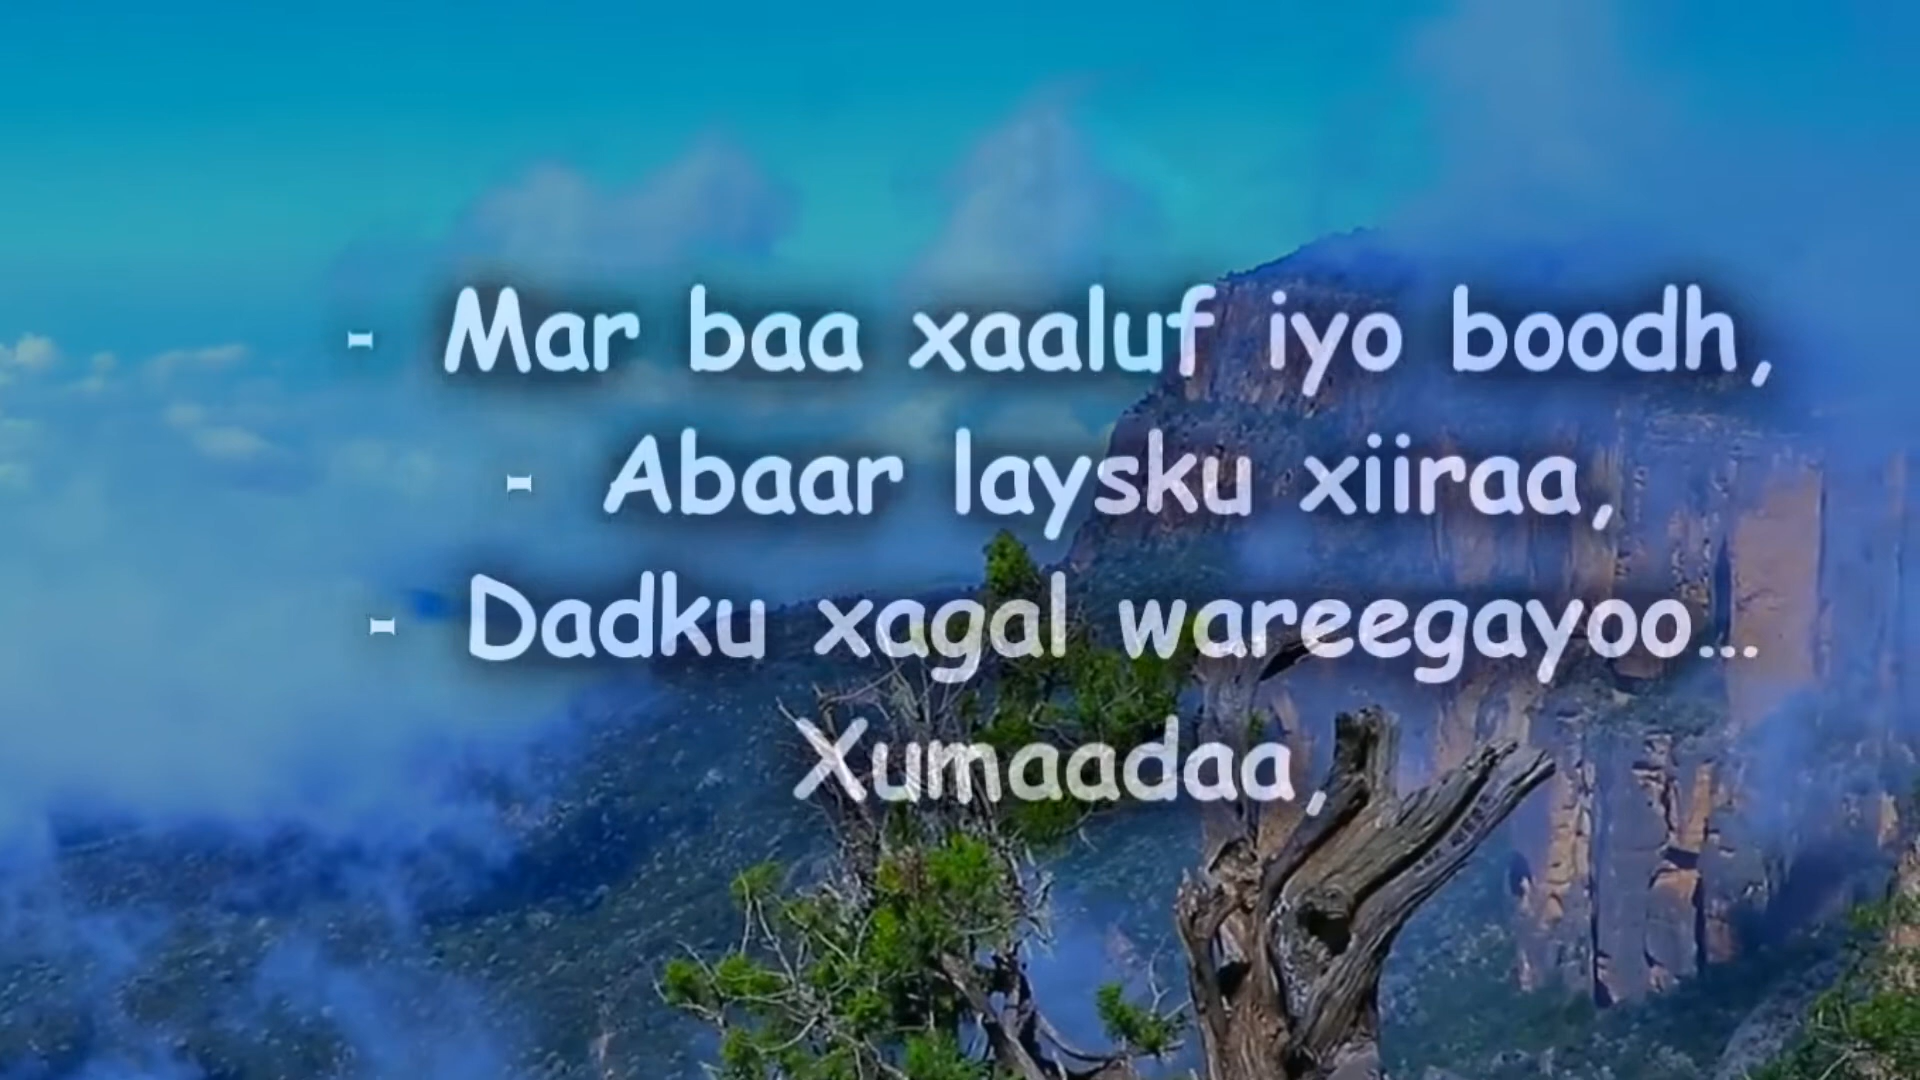 - Mar baa xaaluf iyo boodh,
- Abaar laysku xiiraa,
- Dadku xagal wareegayoo...
Xumaadaa,